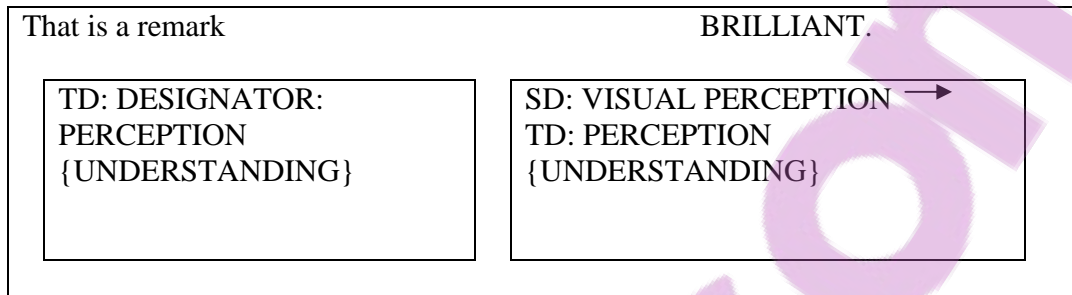 That is a remark BRILLIANT.
TD: DESIGNATOR:
PERCEPTION
{UNDERSTANDING}
SD: VISUAL PERCEPTION →
TD: PERCEPTION
{UNDERSTANDING}